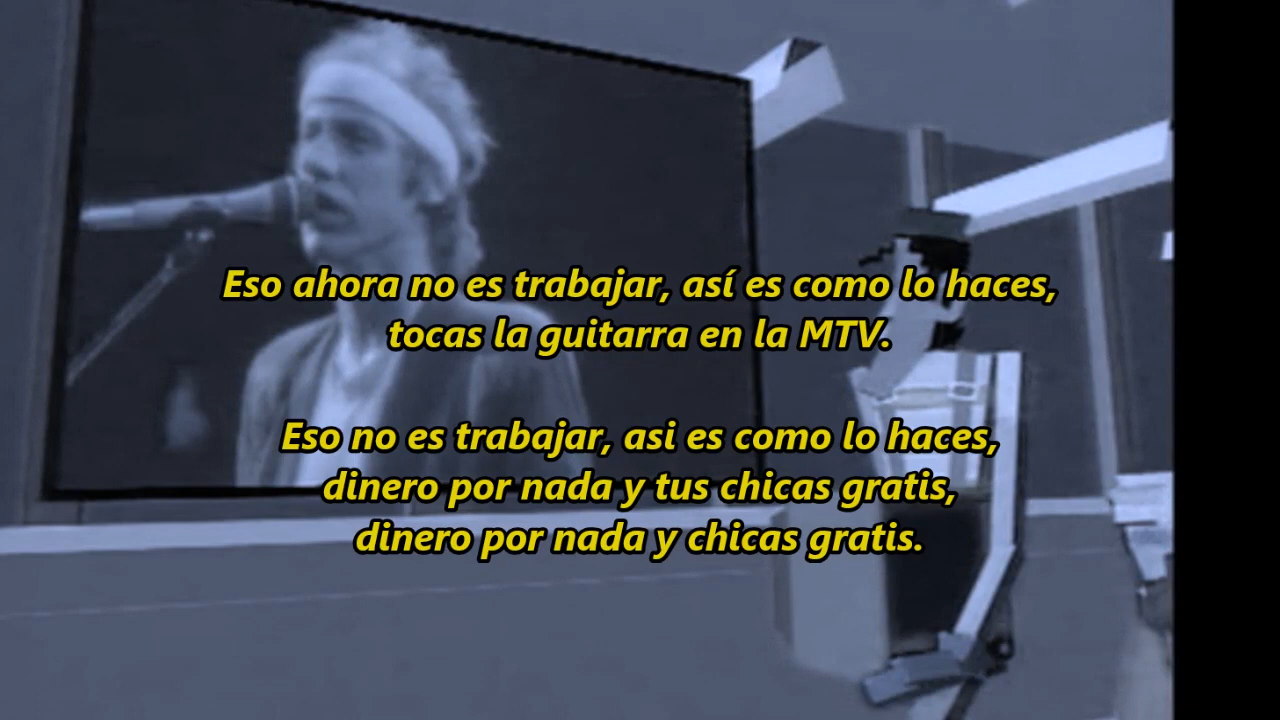 Eso ahora no es trabajar, así es como lo haces,
tocas la guitarra en la MTV.
Eso no es trabajar, asi es como lo haces,
dinero por nada y tus chicas gratis,
dinero por nada y chicas gratis.